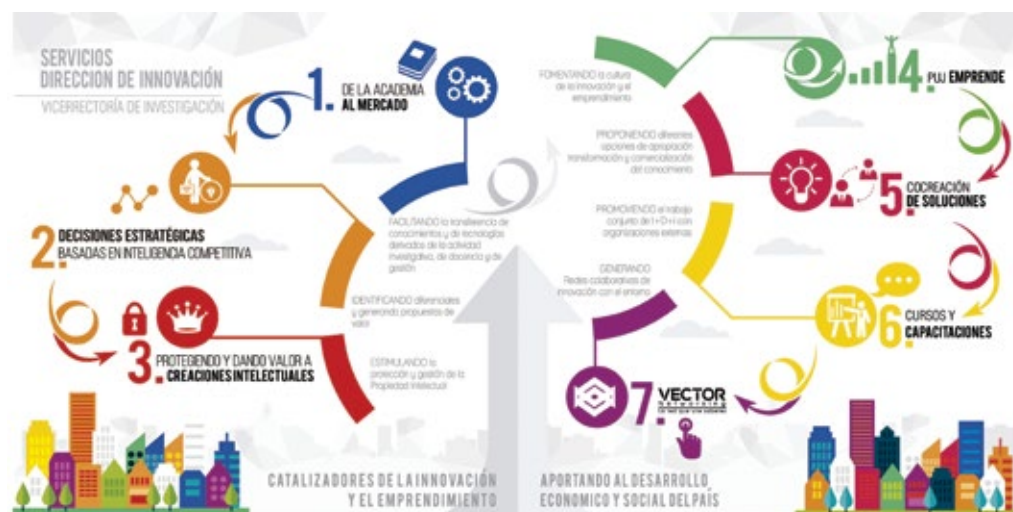 SERVICIOS
DIRECCION DE INNOVACIÓN
VICERRECTORÍA DE INVESTIGACIÓN
1.
DE LA ACADEMIA
AL MERCADO
FACILITANDO la transferencia de
conocimientos y de tecnologías
derivados de la actividad
investigativa, de docencia y de
gestión
2.
DECISIONES ESTRATÉGICAS
BASADAS EN INTELIGENCIA COMPETITIVA
IDENTIFICANDO diferenciales
y generando propuestas de
valor
3.
PROTEGIENDO Y DANDO VALOR A
CREACIONES INTELECTUALES
ESTIMULANDO la
protección y gestión de la
Propiedad Intelectual
FOMENTANDO la cultura
de la innovación y el
emprendimiento
4.
PUJ EMPRENDE
PROPONIENDO diferentes
opciones de apropiación
transformación y comercialización
del conocimiento
5.
COCREACIÓN
DE SOLUCIONES
PROMOVIENDO el trabajo
conjunto de I+D+i con
organizaciones externas
6.
CURSOS Y
CAPACITACIONES
GENERANDO
Redes colaborativas de
innovación con el entorno
7.
VECTOR
Networking
CATALIZADORES DE LA INNOVACIÓN
Y EL EMPRENDIMIENTO
APORTANDO AL DESARROLLO
ECONOMICO Y SOCIAL DEL PAÍS